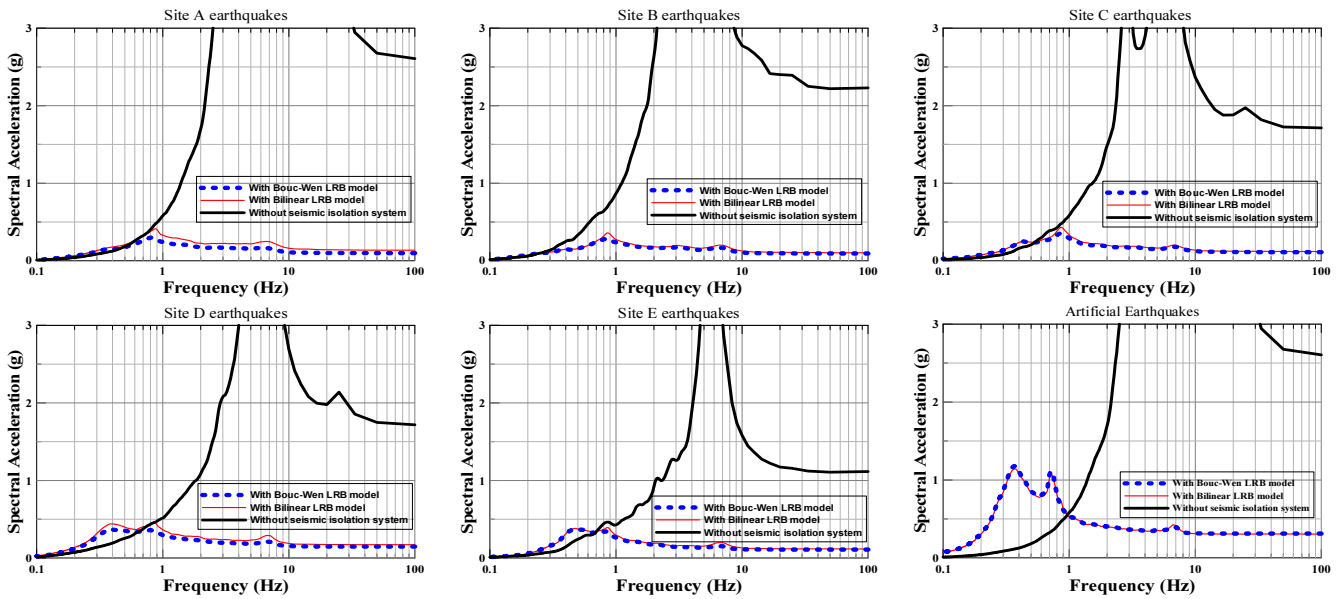 Site A earthquakes
Spectral Acceleration (g)
3
2
1
0
With Bouc-Wen LRB model
With Bilinear LRB model
Without seismic isolation system
0.1
1
10
100
Frequency (Hz)
Site B earthquakes
Spectral Acceleration (g)
3
2
1
0
With Bouc-Wen LRB model
With Bilinear LRB model
Without seismic isolation system
0.1
1
10
100
Frequency (Hz)
Site C earthquakes
Spectral Acceleration (g)
3
2
1
0
With Bouc-Wen LRB model
With Bilinear LRB model
Without seismic isolation system
0.1
1
10
100
Frequency (Hz)
Site D earthquakes
Spectral Acceleration (g)
3
2
1
0
With Bouc-Wen LRB model
With Bilinear LRB model
Without seismic isolation system
0.1
1
10
100
Frequency (Hz)
Site E earthquakes
Spectral Acceleration (g)
3
2
1
0
With Bouc-Wen LRB model
With Bilinear LRB model
Without seismic isolation system
0.1
1
10
100
Frequency (Hz)
Artificial Earthquakes
Spectral Acceleration (g)
3
2
1
0
With Bouc-Wen LRB model
With Bilinear LRB model
Without seismic isolation system
0.1
1
10
100
Frequency (Hz)